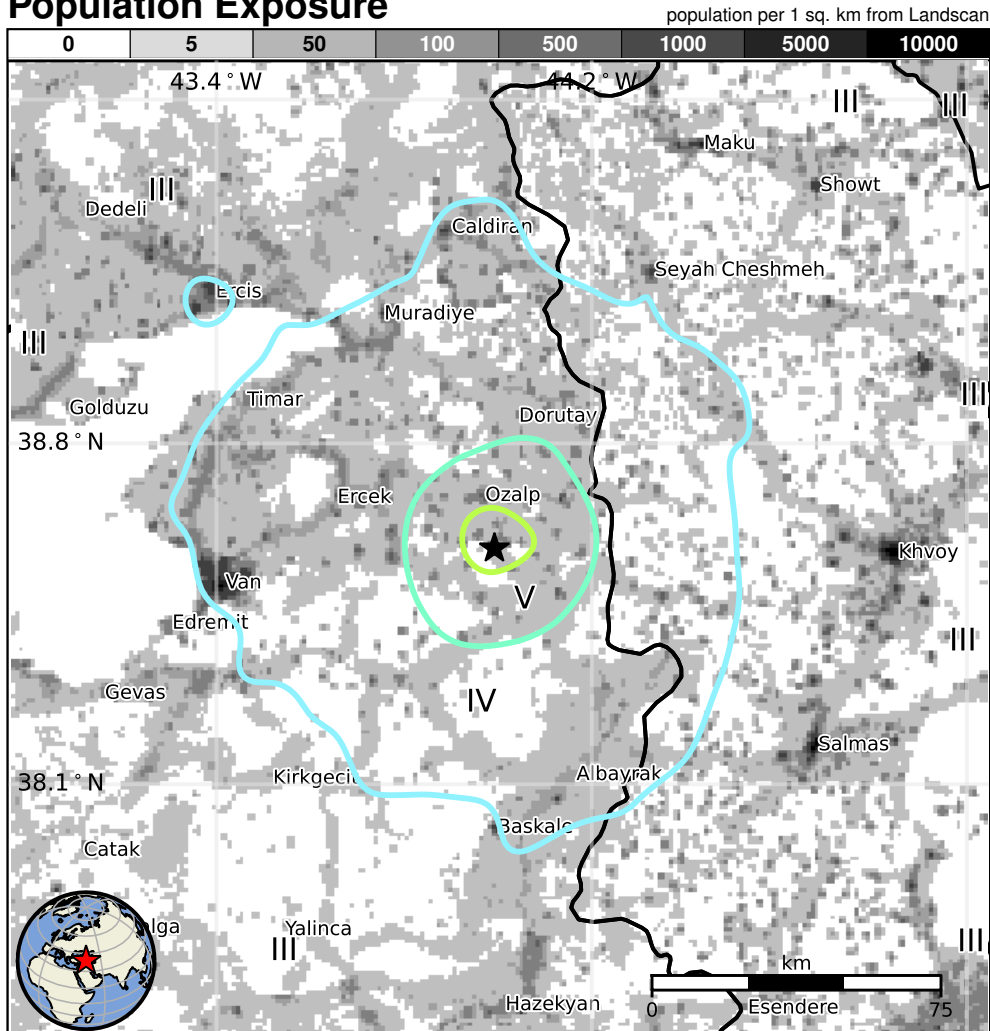 Population Exposure
population per 1 sq. km from Landscan
0 5 50 100 500 1000 5000 10000
43.4°W 44.2°W
III
III
Maku
III
Showt
Dedeli
Caldiran
Seyah Cheshmeh
Ercis
Muradiye
III
III
Timar
Golduzu
Dorutay
38.8°N
Ercek
Ozalp
Khvoy
Van
V
Edremit
III
Gevas
IV
Salmas
Kirkgecit
Albayrak
38.1°N
Baskale
Catak
Yalinca
III
III
km
Hazekyan
Esendere
0 75